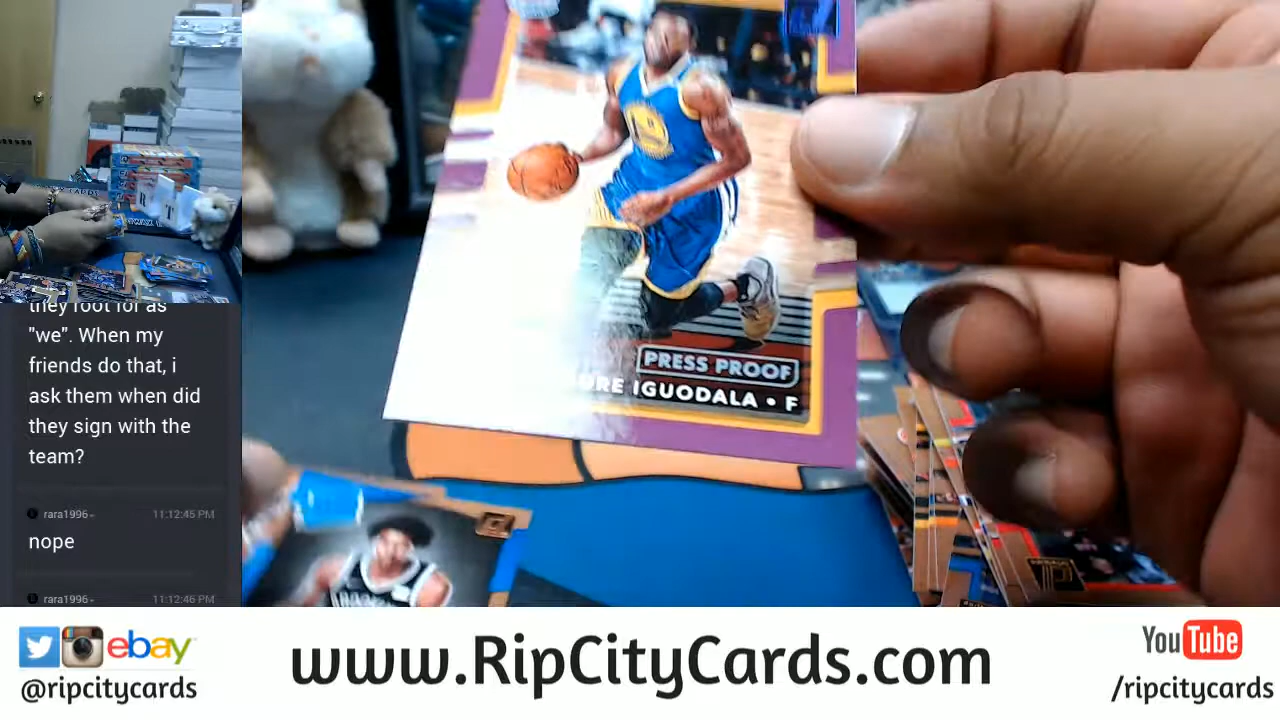 they root for as
"we". When my
friends do that, i
ask them when did
they sign with the
team?
rara1996 11:12:45 PM
nope
rara1996 11:12:46 PM
PRESS PROOF
IGUODALA • F
ebay
@ripcitycards
www.RipCityCards.com
YouTube
/ripcitycards